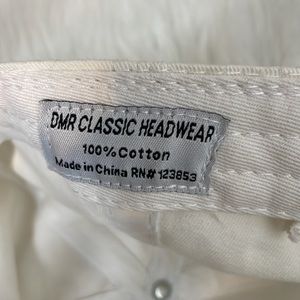 DMR CLASSIC HEADWEAR
100% Cotton
Made in China RN# 123853